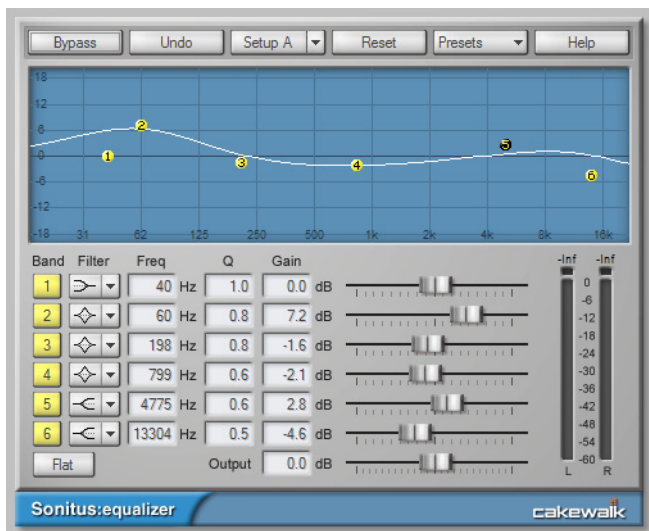 Bypass Undo Setup A Reset Presets Help
18
12
6
0
-6
-12
-18 31 62 125 250 500 1k 2k 4k 8k 16k
1 2 3 4 5 6
Band Filter Freq Q Gain -Inf -Inf
1 40 Hz 1.0 0.0 dB
2 60 Hz 0.8 7.2 dB
3 198 Hz 0.8 -1.6 dB
4 799 Hz 0.6 -2.1 dB
5 4775 Hz 0.6 2.8 dB
6 13304 Hz 0.5 -4.6 dB
Flat Output 0.0 dB
0
-6
-12
-18
-24
-30
-36
-42
-48
-54
-60
L R
Sonitus:equalizer cakewalk